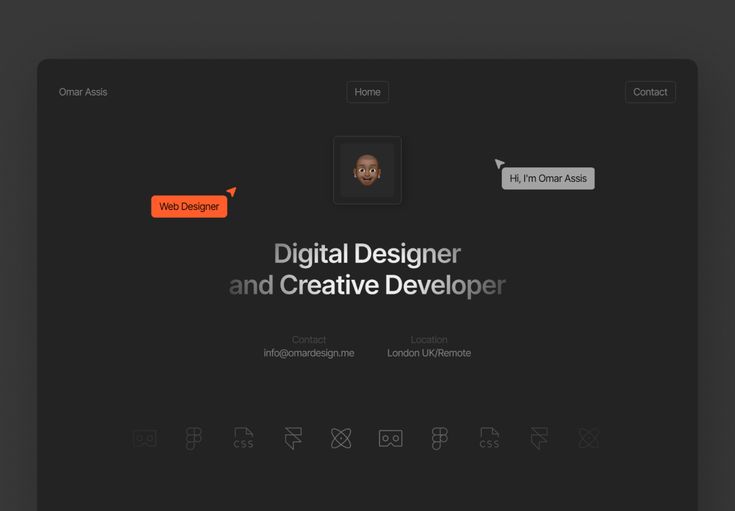 Omar Assis
Home
Contact
Hi, I'm Omar Assis
Web Designer
Digital Designer
and Creative Developer
Contact
info@omardesign.me
Location
London UK/Remote
CSS
CSS